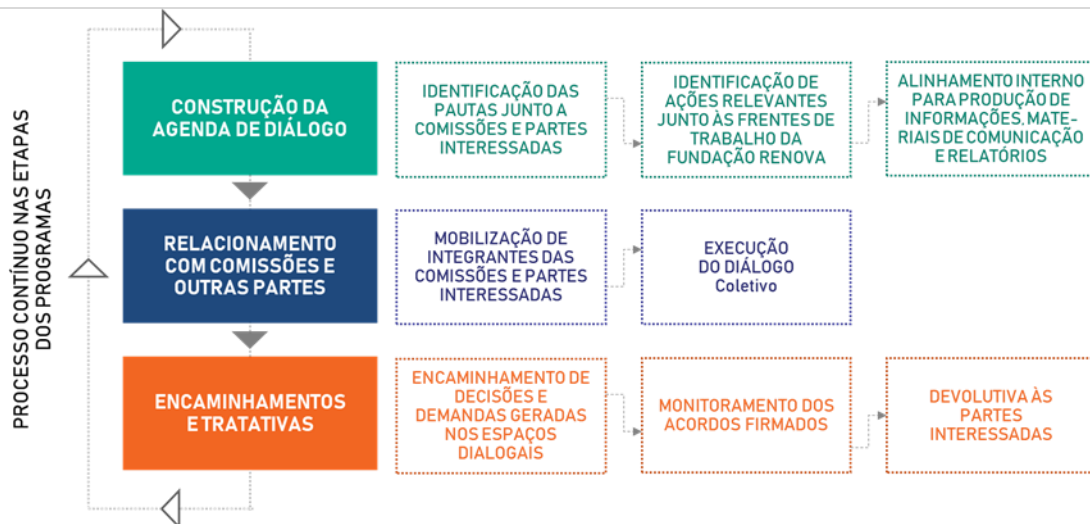 PROCESSO CONTÍNUO NAS ETAPAS
DOS PROGRAMAS
CONSTRUÇÃO DA
AGENDA DE DIÁLOGO
IDENTIFICAÇÃO DAS
PAUTAS JUNTO A
COMISSÕES E PARTES
INTERESSADAS
IDENTIFICAÇÃO DE
AÇÕES RELEVANTES
JUNTO ÀS FRENTES DE
TRABALHO DA
FUNDAÇÃO RENOVA
ALINHAMENTO INTERNO
PARA PRODUÇÃO DE
INFORMAÇÕES, MATE-
RIAIS DE COMUNICAÇÃO
E RELATÓRIOS
RELACIONAMENTO
COM COMISSÕES E
OUTRAS PARTES
MOBILIZAÇÃO DE
INTEGRANTES DAS
COMISSÕES E PARTES
INTERESSADAS
EXECUÇÃO
DO DIÁLOGO
Coletivo
ENCAMINHAMENTOS
E TRATATIVAS
ENCAMINHAMENTO DE
DECISÕES E
DEMANDAS GERADAS
NOS ESPAÇOS
DIALOGAIS
MONITORAMENTO DOS
ACORDOS FIRMADOS
DEVOLUTIVA ÀS
PARTES
INTERESSADAS